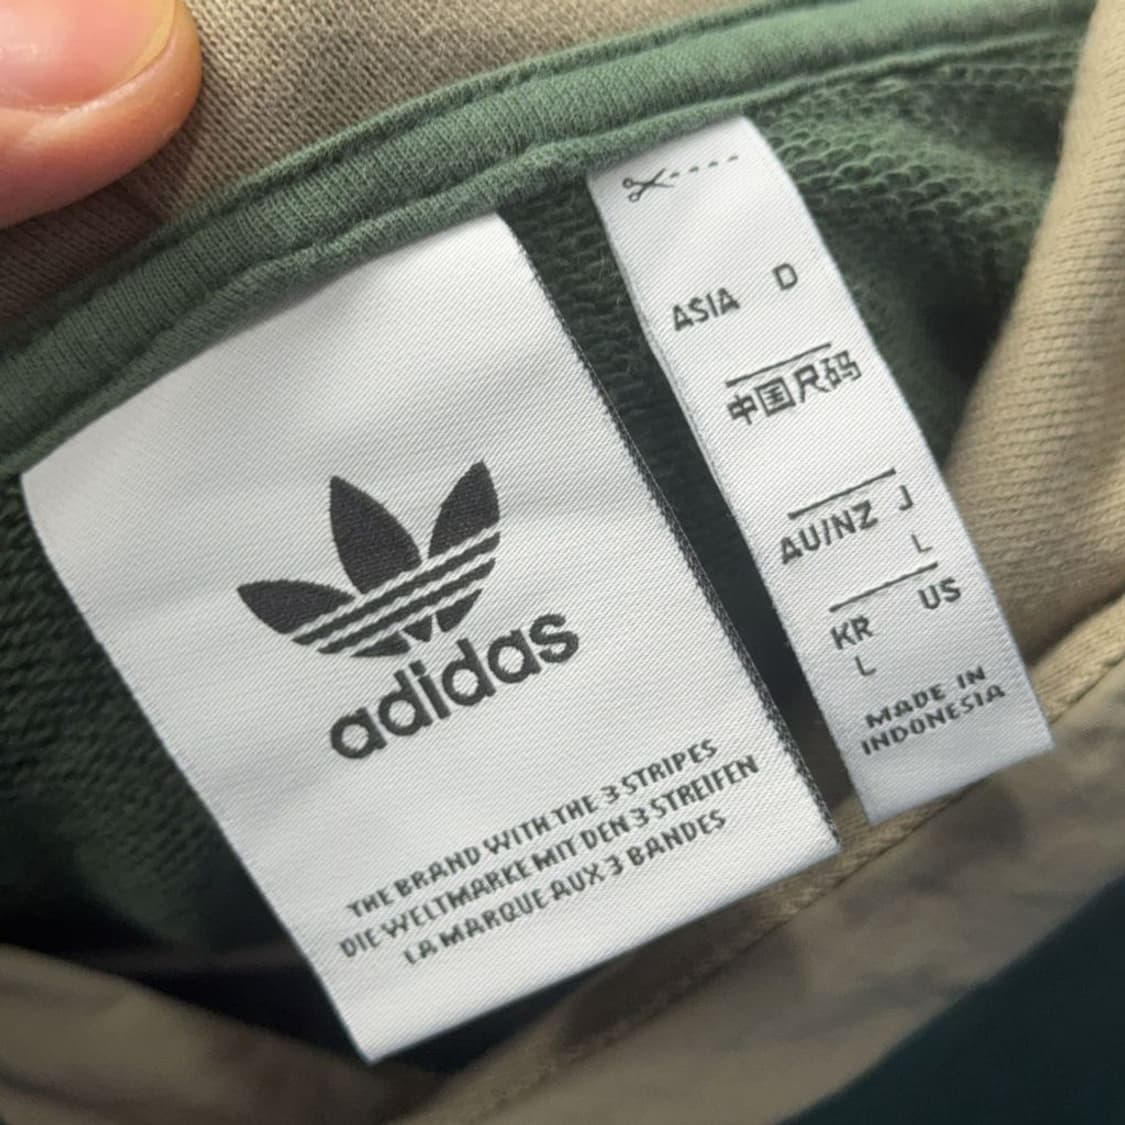 adidas
THE BRAND WITH THE 3 STRIPES
DIE WELTMARKE MIT DEN 3 STREIFEN
LA MARQUE AUX 3 BANDES
ASIA D
中国尺码
AU/NZ J
L
KR US
L
MADE IN
INDONESIA